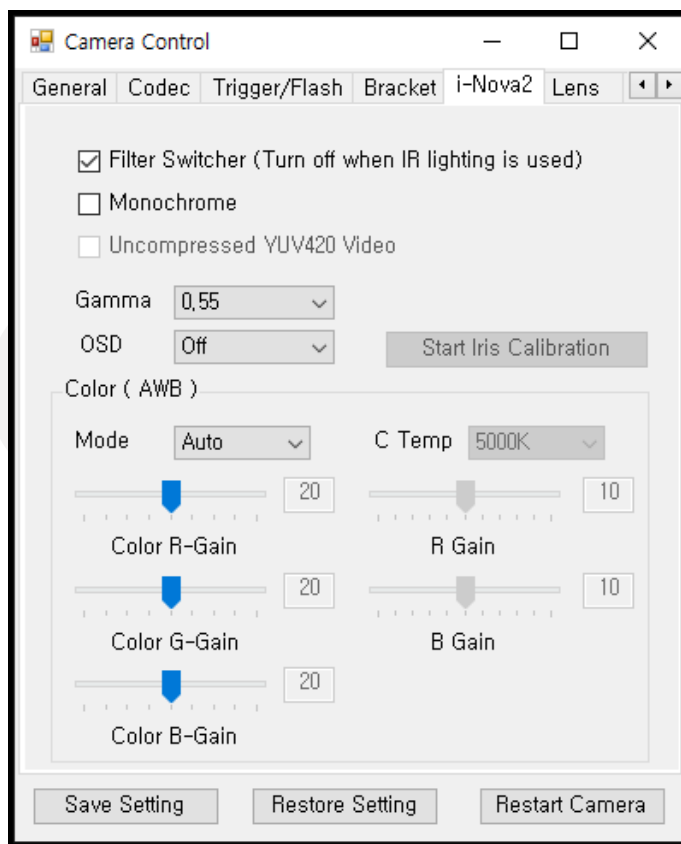 Camera Control
General Codec Trigger/Flash Bracket i-Nova2 Lens
Filter Switcher (Turn off when IR lighting is used)
Monochrome
Uncompressed YUV420 Video
Gamma 0.55
OSD Off Start Iris Calibration
Color ( AWB )
Mode Auto C Temp 5000K
20 10
Color R-Gain R Gain
20 10
Color G-Gain B Gain
20
Color B-Gain
Save Setting Restore Setting Restart Camera